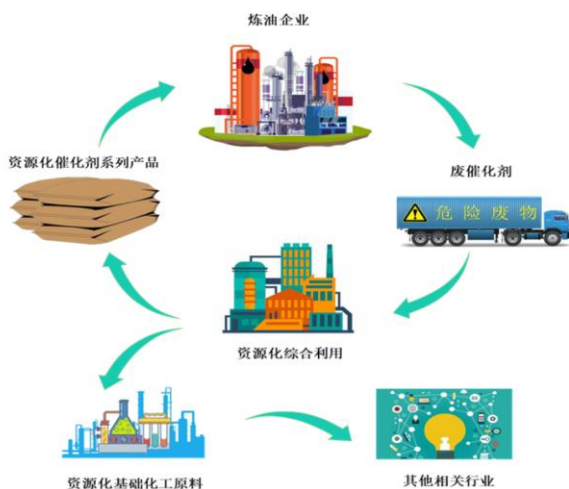 炼油企业
资源化催化剂系列产品
废催化剂
危险废物
资源化综合利用
资源化基础化工原料
其他相关行业